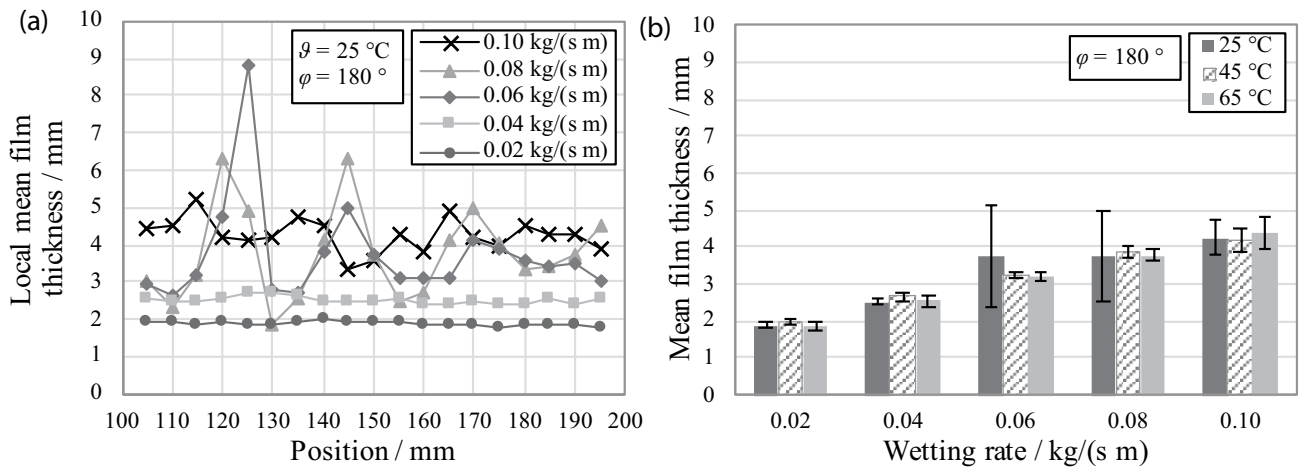 (a)
Local mean film
thickness / mm
10
9
8
7
6
5
4
3
2
1
0
ϑ = 25 °C
φ = 180 °
0.10 kg/(s m)
0.08 kg/(s m)
0.06 kg/(s m)
0.04 kg/(s m)
0.02 kg/(s m)
100 110 120 130 140 150 160 170 180 190 200
Position / mm
(b)
Mean film thickness / mm
10
9
8
7
6
5
4
3
2
1
0
φ = 180 °
25 °C
45 °C
65 °C
0.02 0.04 0.06 0.08 0.10
Wetting rate / kg/(s m)